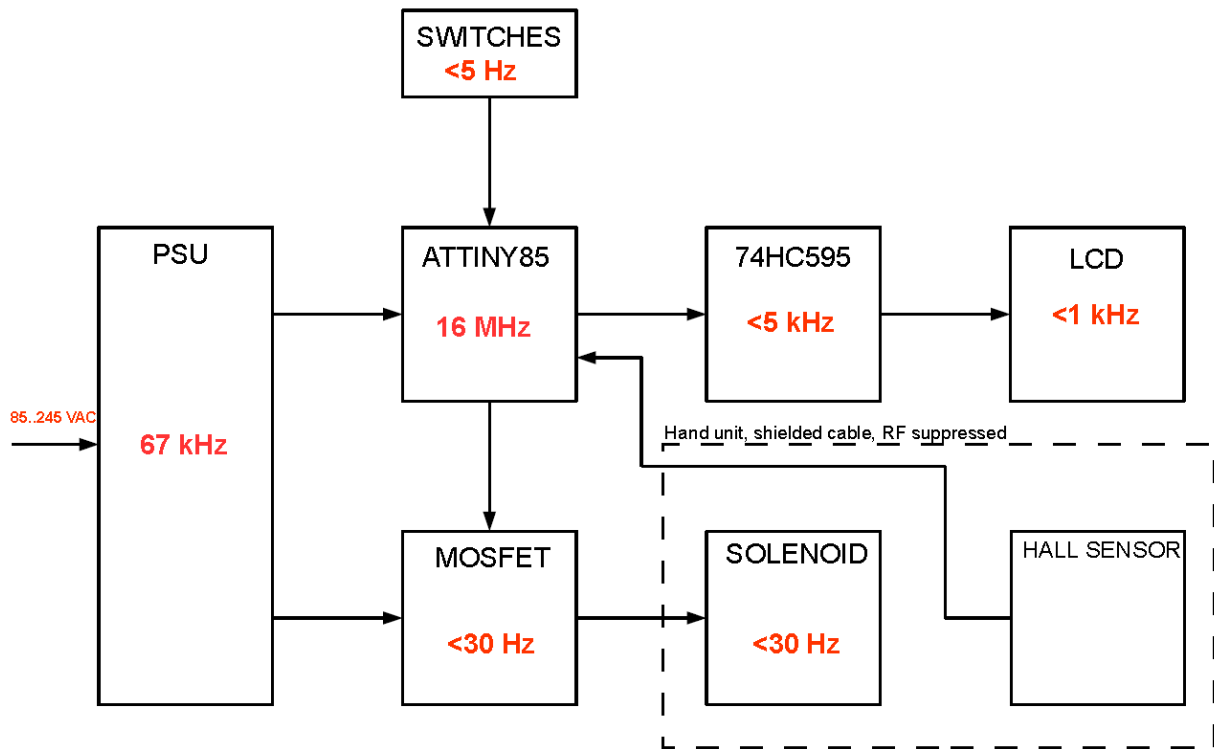 SWITCHES
<5 Hz
PSU
ATTINY85
74HC595
LCD
16 MHz
<5 kHz
<1 kHz
85..245 VAC
67 kHz
Hand unit, shielded cable, RF suppressed
MOSFET
SOLENOID
HALL SENSOR
<30 Hz
<30 Hz